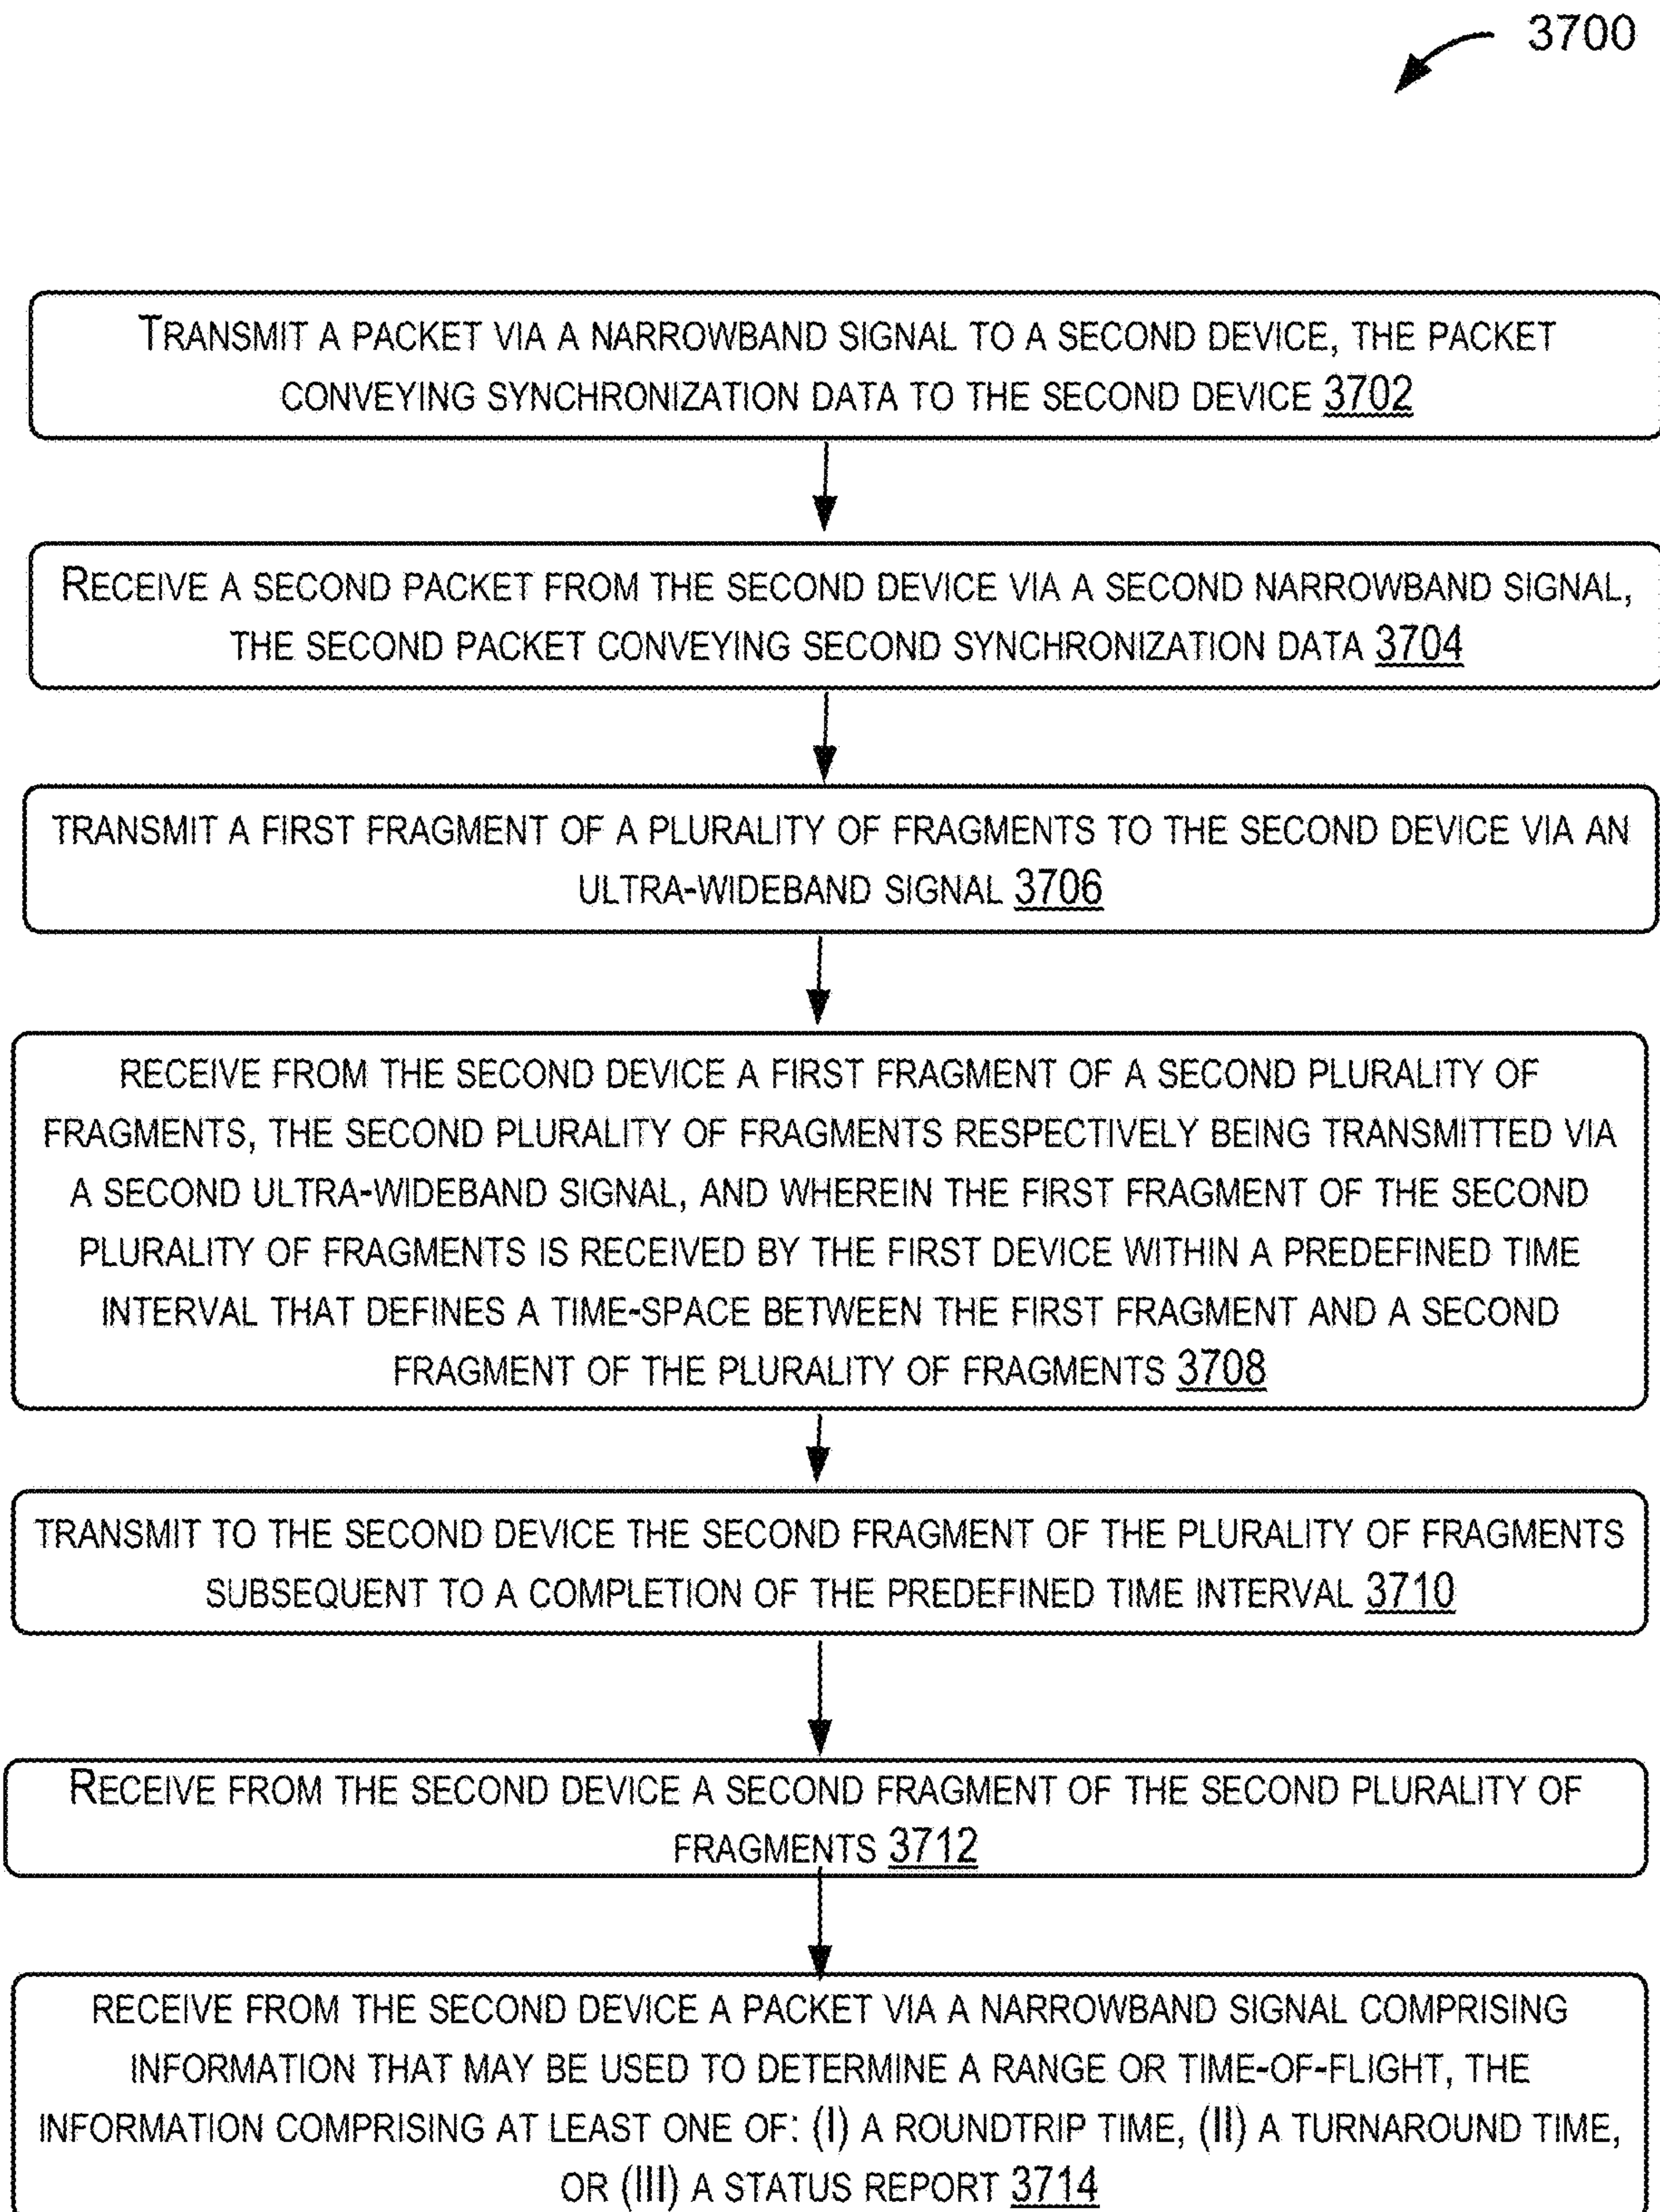 3700
TRANSMIT A PACKET VIA A NARROWBAND SIGNAL TO A SECOND DEVICE, THE PACKET
CONVEYING SYNCHRONIZATION DATA TO THE SECOND DEVICE 3702
RECEIVE A SECOND PACKET FROM THE SECOND DEVICE VIA A SECOND NARROWBAND SIGNAL,
THE SECOND PACKET CONVEYING SECOND SYNCHRONIZATION DATA 3704
TRANSMIT A FIRST FRAGMENT OF A PLURALITY OF FRAGMENTS TO THE SECOND DEVICE VIA AN
ULTRA-WIDEBAND SIGNAL 3706
RECEIVE FROM THE SECOND DEVICE A FIRST FRAGMENT OF A SECOND PLURALITY OF
FRAGMENTS, THE SECOND PLURALITY OF FRAGMENTS RESPECTIVELY BEING TRANSMITTED VIA
A SECOND ULTRA-WIDEBAND SIGNAL, AND WHEREIN THE FIRST FRAGMENT OF THE SECOND
PLURALITY OF FRAGMENTS IS RECEIVED BY THE FIRST DEVICE WITHIN A PREDEFINED TIME
INTERVAL THAT DEFINES A TIME-SPACE BETWEEN THE FIRST FRAGMENT AND A SECOND
FRAGMENT OF THE PLURALITY OF FRAGMENTS 3708
TRANSMIT TO THE SECOND DEVICE THE SECOND FRAGMENT OF THE PLURALITY OF FRAGMENTS
SUBSEQUENT TO A COMPLETION OF THE PREDEFINED TIME INTERVAL 3710
RECEIVE FROM THE SECOND DEVICE A SECOND FRAGMENT OF THE SECOND PLURALITY OF
FRAGMENTS 3712
RECEIVE FROM THE SECOND DEVICE A PACKET VIA A NARROWBAND SIGNAL COMPRISING
INFORMATION THAT MAY BE USED TO DETERMINE A RANGE OR TIME-OF-FLIGHT, THE
INFORMATION COMPRISING AT LEAST ONE OF: (I) A ROUNDTRIP TIME, (II) A TURNAROUND TIME,
OR (III) A STATUS REPORT 3714